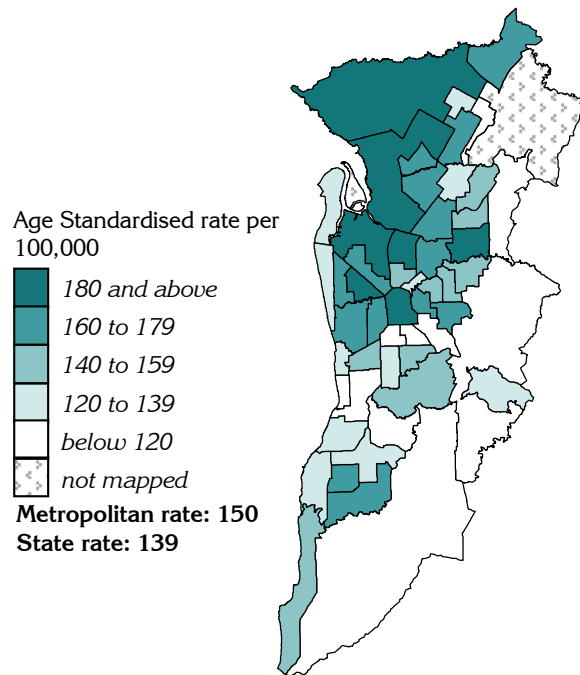 Age Standardised rate per
100,000
180 and above
160 to 179
140 to 159
120 to 139
below 120
not mapped
Metropolitan rate: 150
State rate: 139